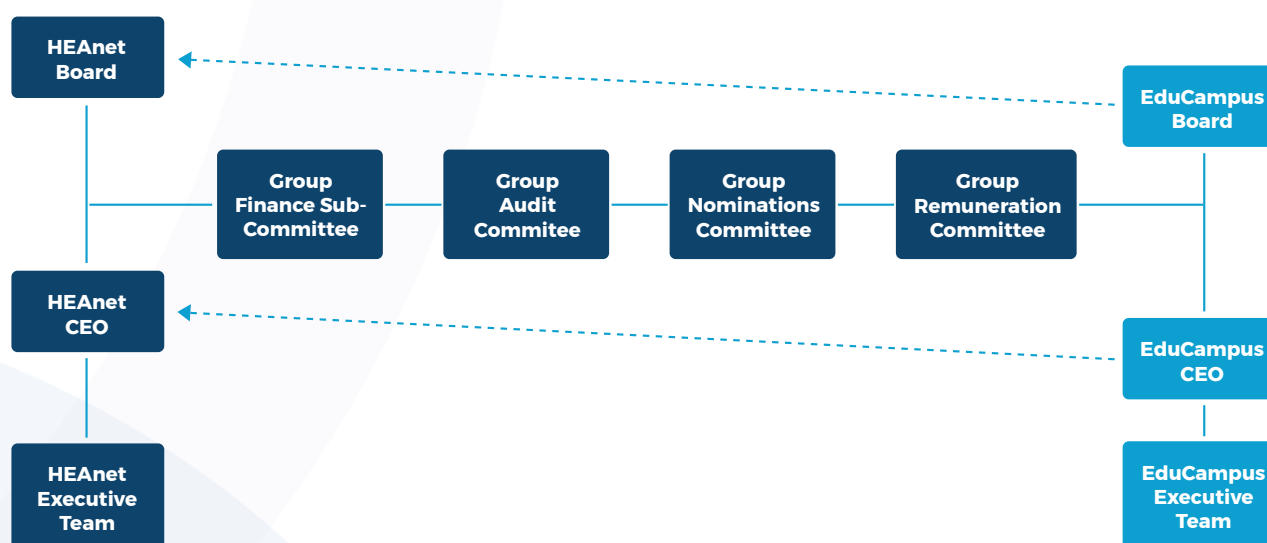 HEAnet
Board
EduCampus
Board
Group
Finance Sub-
Committee
Group
Audit
Commitee
Group
Nominations
Committee
Group
Remuneration
Committee
HEAnet
CEO
EduCampus
CEO
HEAnet
Executive
Team
EduCampus
Executive
Team